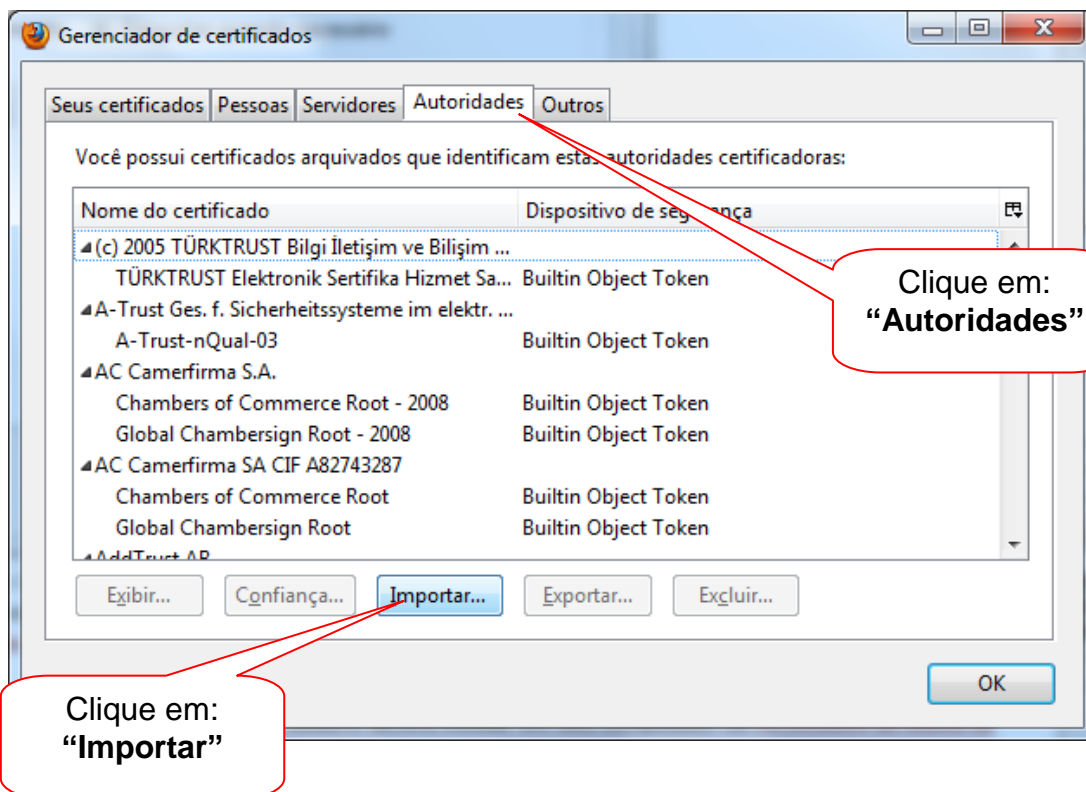 Gerenciador de certificados
Seus certificados Pessoas Servidores Autoridades Outros
Você possui certificados arquivados que identificam estas autoridades certificadoras:
Nome do certificado Dispositivo de segurança
(c) 2005 TÜRKTRUST Bilgi İletişim ve Bilişim ...
TÜRKTRUST Elektronik Sertifika Hizmet Sa... Builtin Object Token
A-Trust Ges. f. Sicherheitssysteme im elektr. ...
A-Trust-nQual-03 Builtin Object Token
AC Camerfirma S.A.
Chambers of Commerce Root - 2008 Builtin Object Token
Global Chambersign Root - 2008 Builtin Object Token
AC Camerfirma SA CIF A82743287
Chambers of Commerce Root Builtin Object Token
Global Chambersign Root Builtin Object Token
AddTrust AB
Clique em:
“Autoridades”
Exibir... Confiança... Importar... Exportar... Excluir...
OK
Clique em:
“Importar”